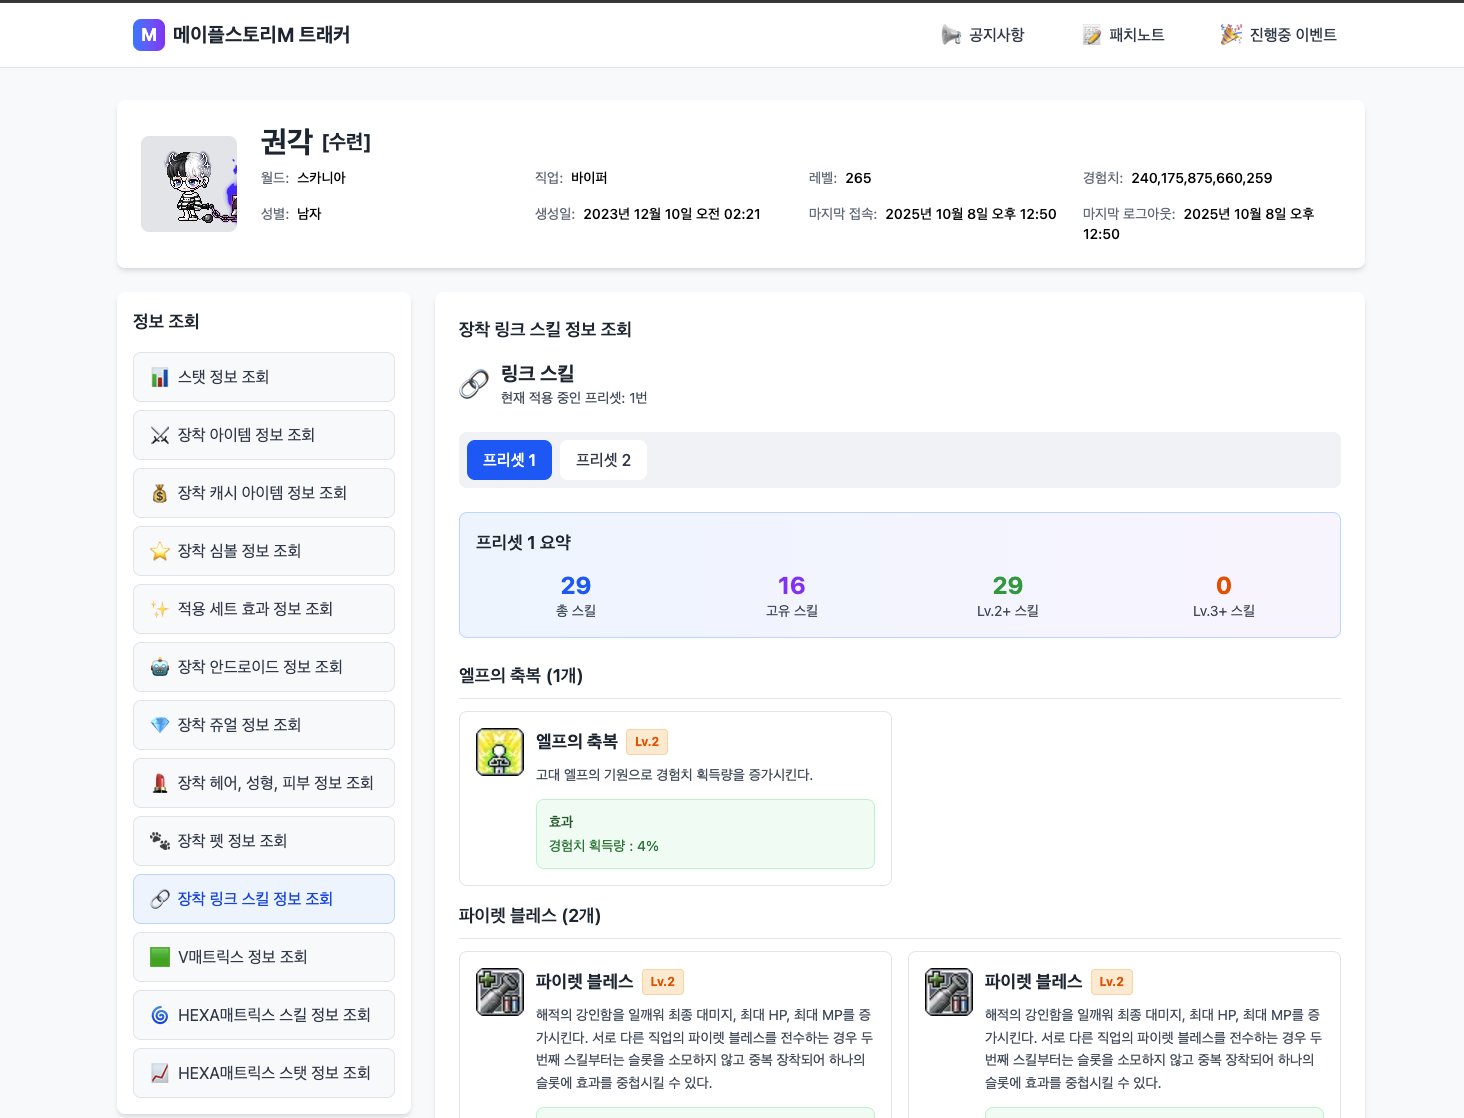 M 메이플스토리M 트래커
공지사항
패치노트
진행중 이벤트
권각 [수련]
월드: 스카니아
직업: 바이퍼
레벨: 265
경험치: 240,175,875,660,259
성별: 남자
생성일: 2023년 12월 10일 오전 02:21
마지막 접속: 2025년 10월 8일 오후 12:50
마지막 로그아웃: 2025년 10월 8일 오후
12:50
정보 조회
스탯 정보 조회
장착 아이템 정보 조회
장착 캐시 아이템 정보 조회
장착 심볼 정보 조회
적용 세트 효과 정보 조회
장착 안드로이드 정보 조회
장착 쥬얼 정보 조회
장착 헤어, 성형, 피부 정보 조회
장착 펫 정보 조회
장착 링크 스킬 정보 조회
V매트릭스 정보 조회
HEXA매트릭스 스킬 정보 조회
HEXA매트릭스 스탯 정보 조회
장착 링크 스킬 정보 조회
링크 스킬
현재 적용 중인 프리셋: 1번
프리셋 1
프리셋 2
프리셋 1 요약
29
총 스킬
16
고유 스킬
29
Lv.2+ 스킬
0
Lv.3+ 스킬
엘프의 축복 (1개)
엘프의 축복 Lv.2
고대 엘프의 기원으로 경험치 획득량을 증가시킨다.
효과
경험치 획득량 : 4%
파이렛 블레스 (2개)
파이렛 블레스 Lv.2
해적의 강인함을 일깨워 최종 대미지, 최대 HP, 최대 MP를 증
가시킨다. 서로 다른 직업의 파이렛 블레스를 전수하는 경우 두
번째 스킬부터는 슬롯을 소모하지 않고 중복 장착되어 하나의
슬롯에 효과를 중첩시킬 수 있다.
파이렛 블레스 Lv.2
해적의 강인함을 일깨워 최종 대미지, 최대 HP, 최대 MP를 증
가시킨다. 서로 다른 직업의 파이렛 블레스를 전수하는 경우 두
번째 스킬부터는 슬롯을 소모하지 않고 중복 장착되어 하나의
슬롯에 효과를 중첩시킬 수 있다.